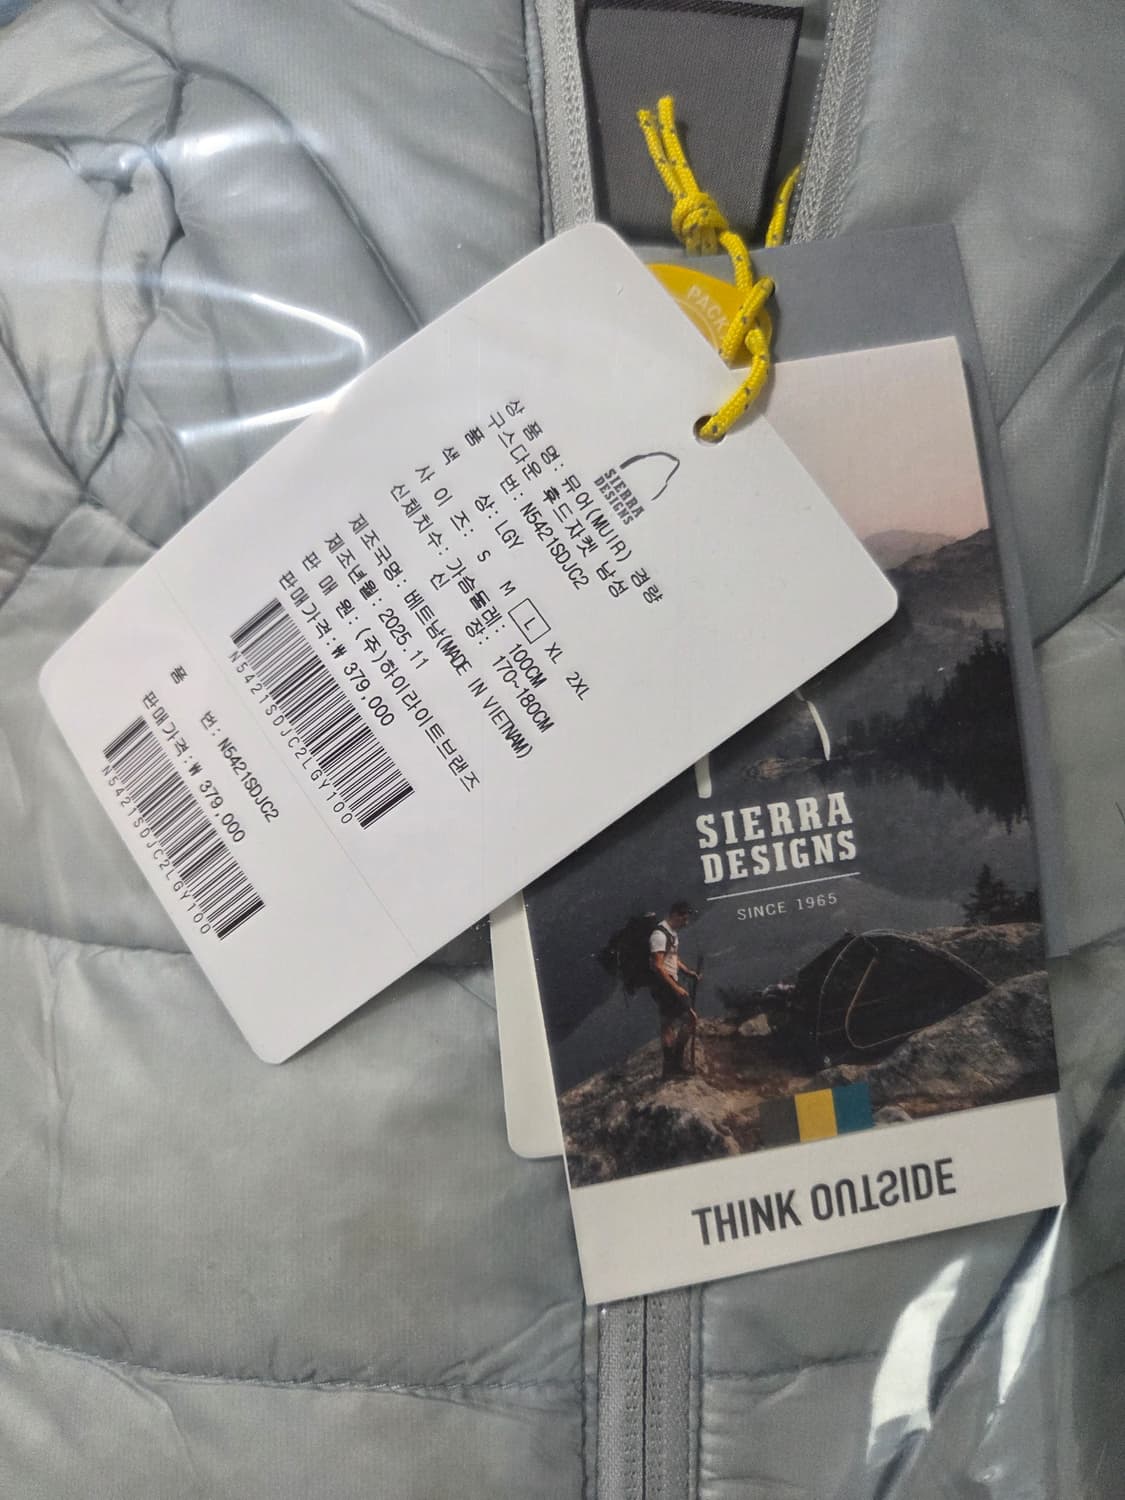 PACK
SIERRA
DESIGNS
상 품 명: 뮤어(MUIR) 경량
구스다운 후드자켓 남성
품 번: N5421SDJC2
색 상: LGY
사 이 즈: S M L XL 2XL
신체치수: 가슴둘레: 100CM
신 장: 170~180CM
제조국명: 베트남(MADE IN VIETNAM)
제조년월: 2025.11
판 매 원: (주)하이라이트브랜즈
판매가격:₩ 379,000
N5421SDJC2LGY100
품 번: N5421SDJC2
판매가격:₩ 379,000
N5421SDJC2LGY100
SIERRA
DESIGNS
SINCE 1965
THINK OUTSIDE